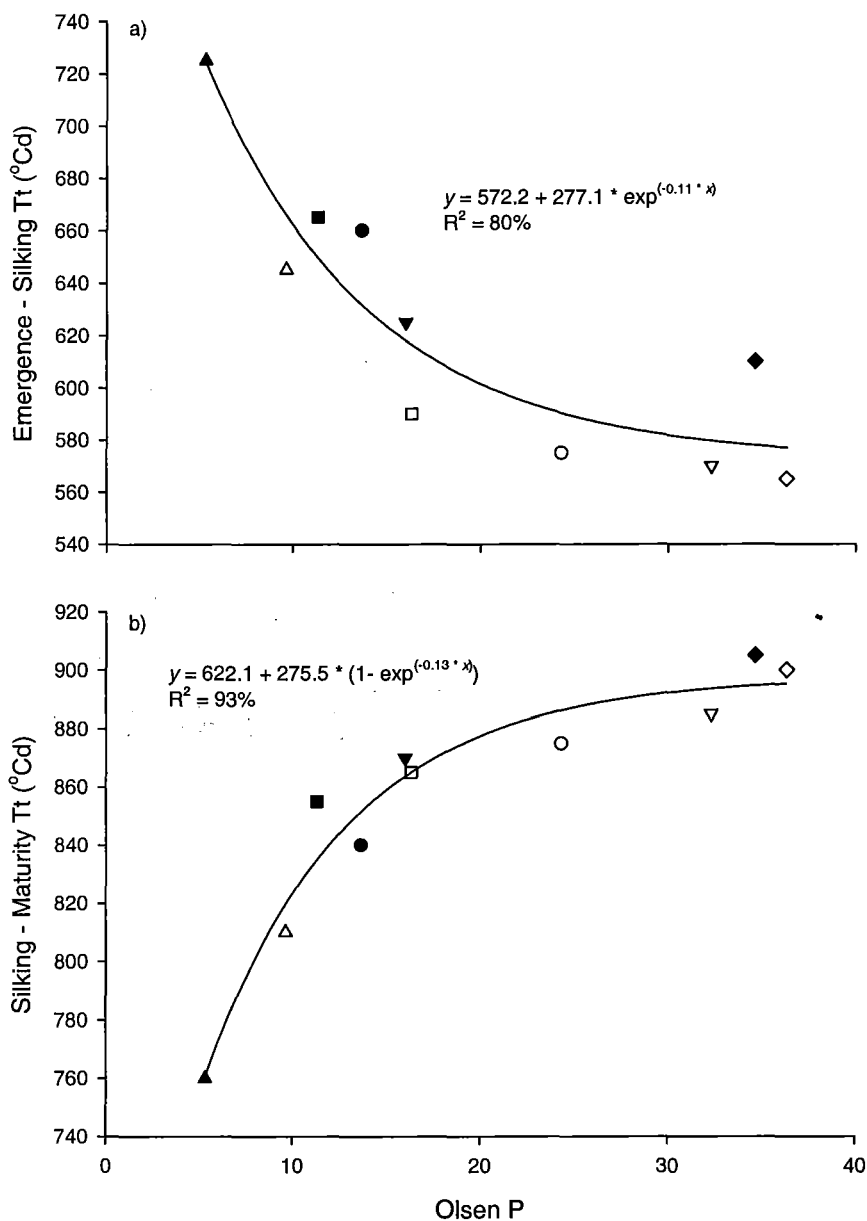 a)
740
720
700
680
660
640
620
600
580
560
540
Emergence - Silking Tt (°Cd)
y = 572.2 + 277.1 * exp(-0.11 * x)
R² = 80%
b)
920
900
880
860
840
820
800
780
760
740
Silking - Maturity Tt (°Cd)
y = 622.1 + 275.5 * (1- exp(-0.13 * x))
R² = 93%
0 10 20 30 40
Olsen P